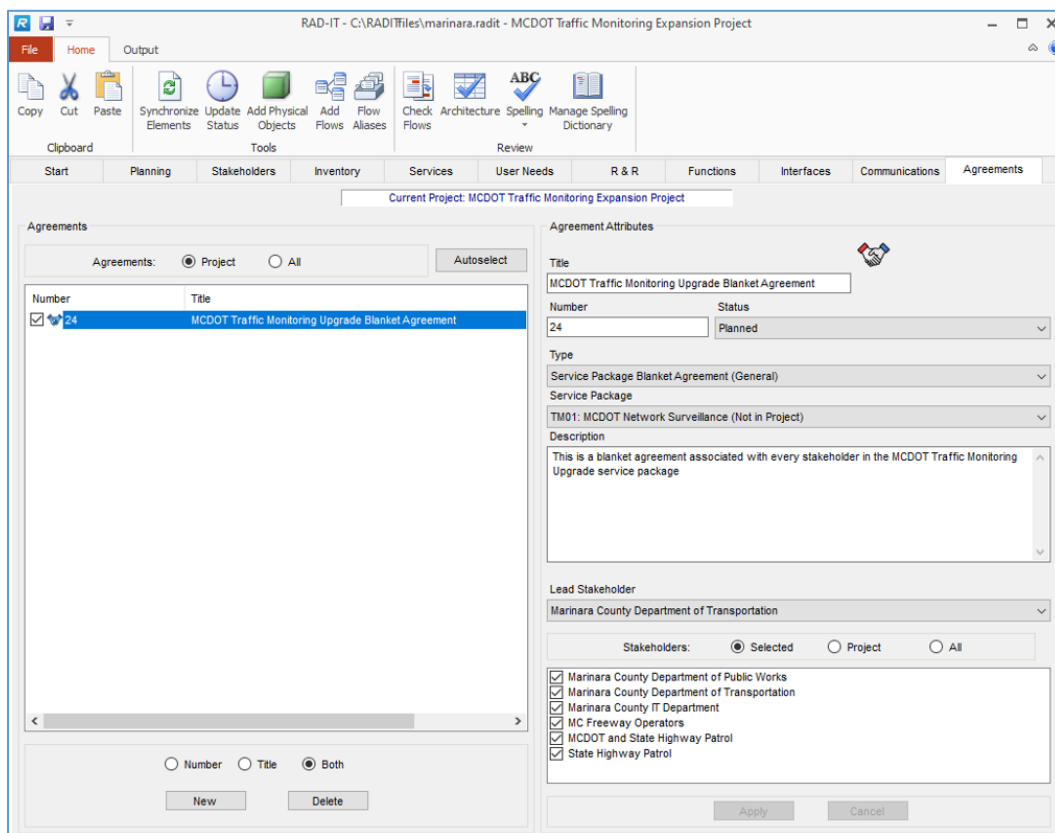 RAD-IT - C:\RADITfiles\marinara.radit - MCDOT Traffic Monitoring Expansion Project
File Home Output
Copy Cut Paste Synchronize Elements Update Status Add Physical Objects Add Flows Flow Aliases Check Flows Architecture ABC Spelling Manage Spelling Dictionary
Clipboard Tools Review
Start Planning Stakeholders Inventory Services User Needs R & R Functions Interfaces Communications Agreements
Current Project: MCDOT Traffic Monitoring Expansion Project
Agreements
Agreements: Project All Autoselect
Number Title
24 MCDOT Traffic Monitoring Upgrade Blanket Agreement
Number Title Both
New Delete
Agreement Attributes
Title
MCDOT Traffic Monitoring Upgrade Blanket Agreement
Number Status
24 Planned
Type
Service Package Blanket Agreement (General)
Service Package
TM01: MCDOT Network Surveillance (Not in Project)
Description
This is a blanket agreement associated with every stakeholder in the MCDOT Traffic Monitoring
Upgrade service package
Lead Stakeholder
Marinara County Department of Transportation
Stakeholders: Selected Project All
Marinara County Department of Public Works
Marinara County Department of Transportation
Marinara County IT Department
MC Freeway Operators
MCDOT and State Highway Patrol
State Highway Patrol
Apply Cancel